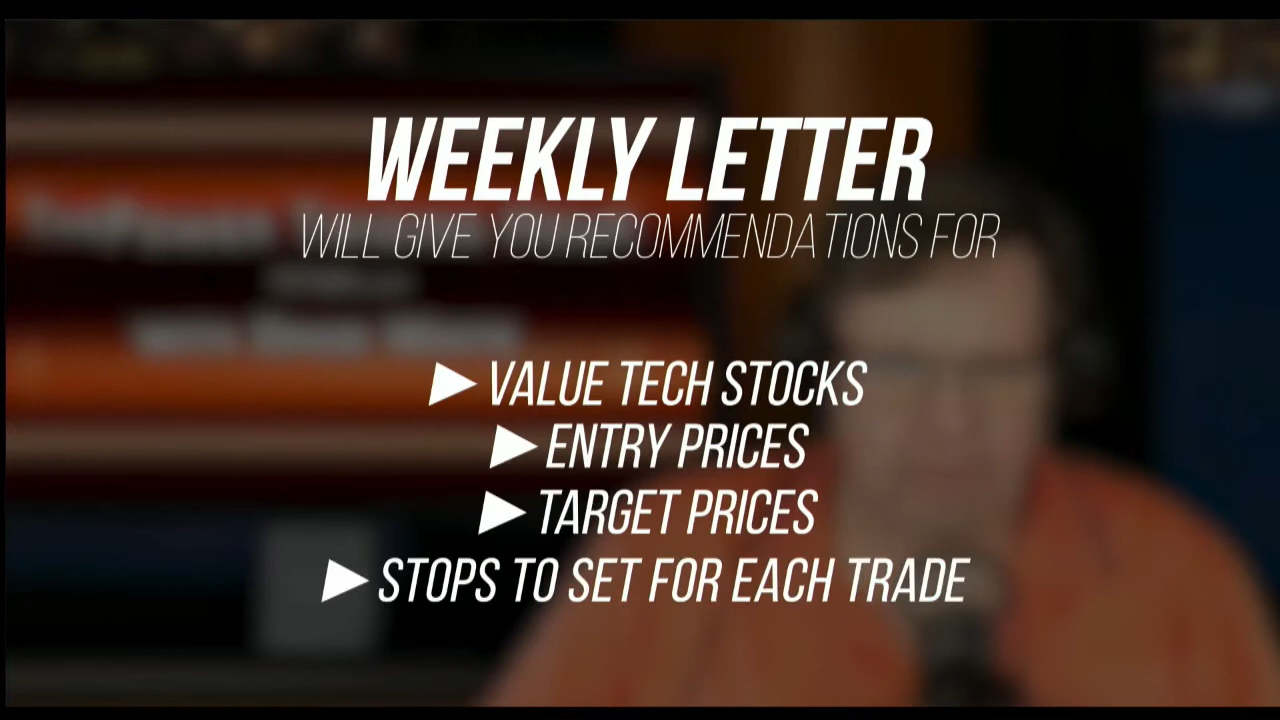 WEEKLY LETTER
WILL GIVE YOU RECOMMENDATIONS FOR
▶ VALUE TECH STOCKS
▶ ENTRY PRICES
▶ TARGET PRICES
▶ STOPS TO SET FOR EACH TRADE